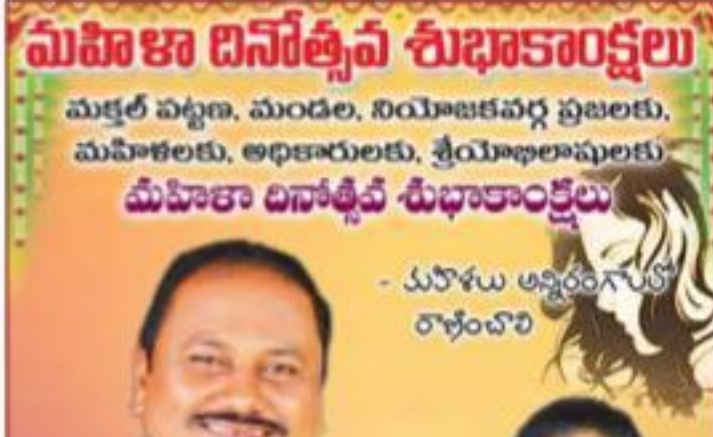 మహిళా దినోత్సవ శుభాకాంక్షలు
మక్తల్ పట్టణ, మండల, నియోజకవర్గ ప్రజలకు,
మహిళలకు, అధికారులకు, శ్రేయోభిలాషులకు
మహిళా దినోత్సవ శుభాకాంక్షలు
- మహిళలు అన్నిరంగాలలో
రాణించాలి